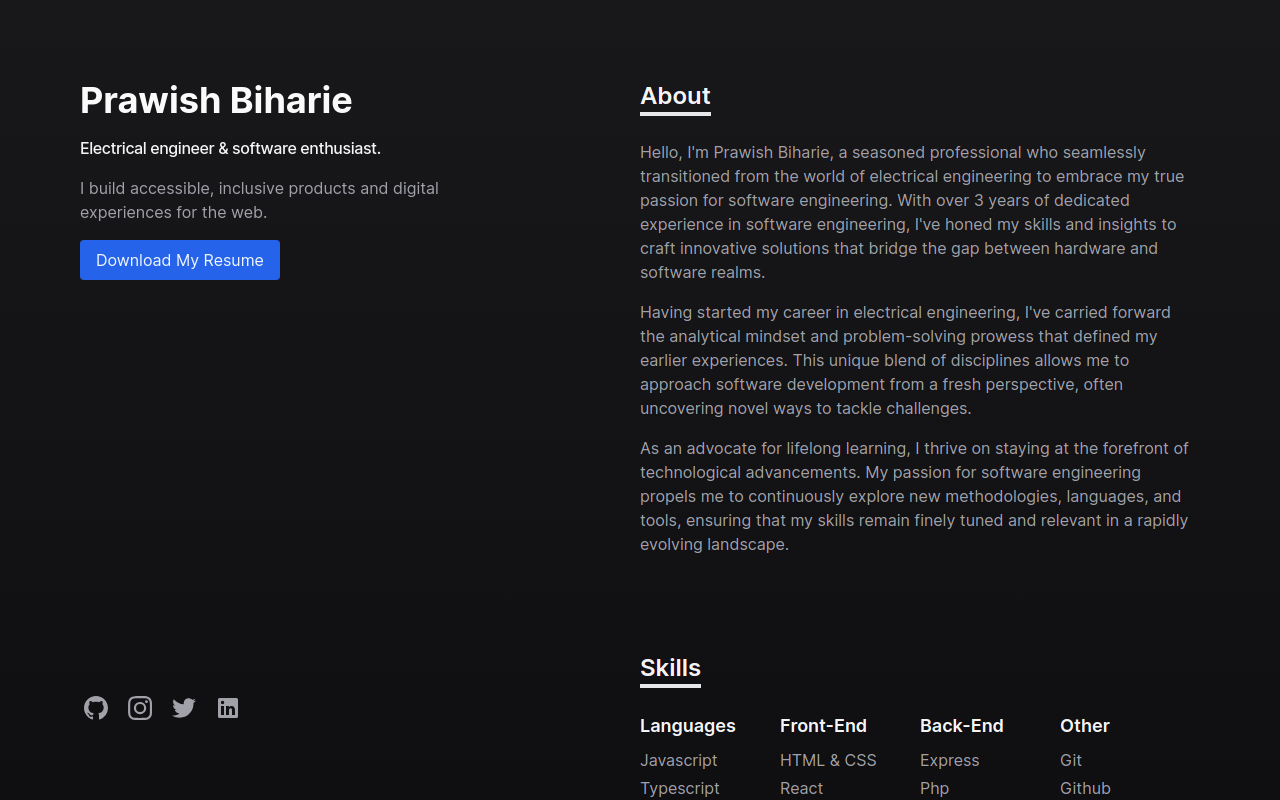 Prawish Biharie
Electrical engineer & software enthusiast.
I build accessible, inclusive products and digital
experiences for the web.
Download My Resume
About
Hello, I'm Prawish Biharie, a seasoned professional who seamlessly
transitioned from the world of electrical engineering to embrace my true
passion for software engineering. With over 3 years of dedicated
experience in software engineering, I've honed my skills and insights to
craft innovative solutions that bridge the gap between hardware and
software realms.
Having started my career in electrical engineering, I've carried forward
the analytical mindset and problem-solving prowess that defined my
earlier experiences. This unique blend of disciplines allows me to
approach software development from a fresh perspective, often
uncovering novel ways to tackle challenges.
As an advocate for lifelong learning, I thrive on staying at the forefront of
technological advancements. My passion for software engineering
propels me to continuously explore new methodologies, languages, and
tools, ensuring that my skills remain finely tuned and relevant in a rapidly
evolving landscape.
Skills
Languages Front-End Back-End Other
Javascript HTML & CSS Express Git
Typescript React Php Github